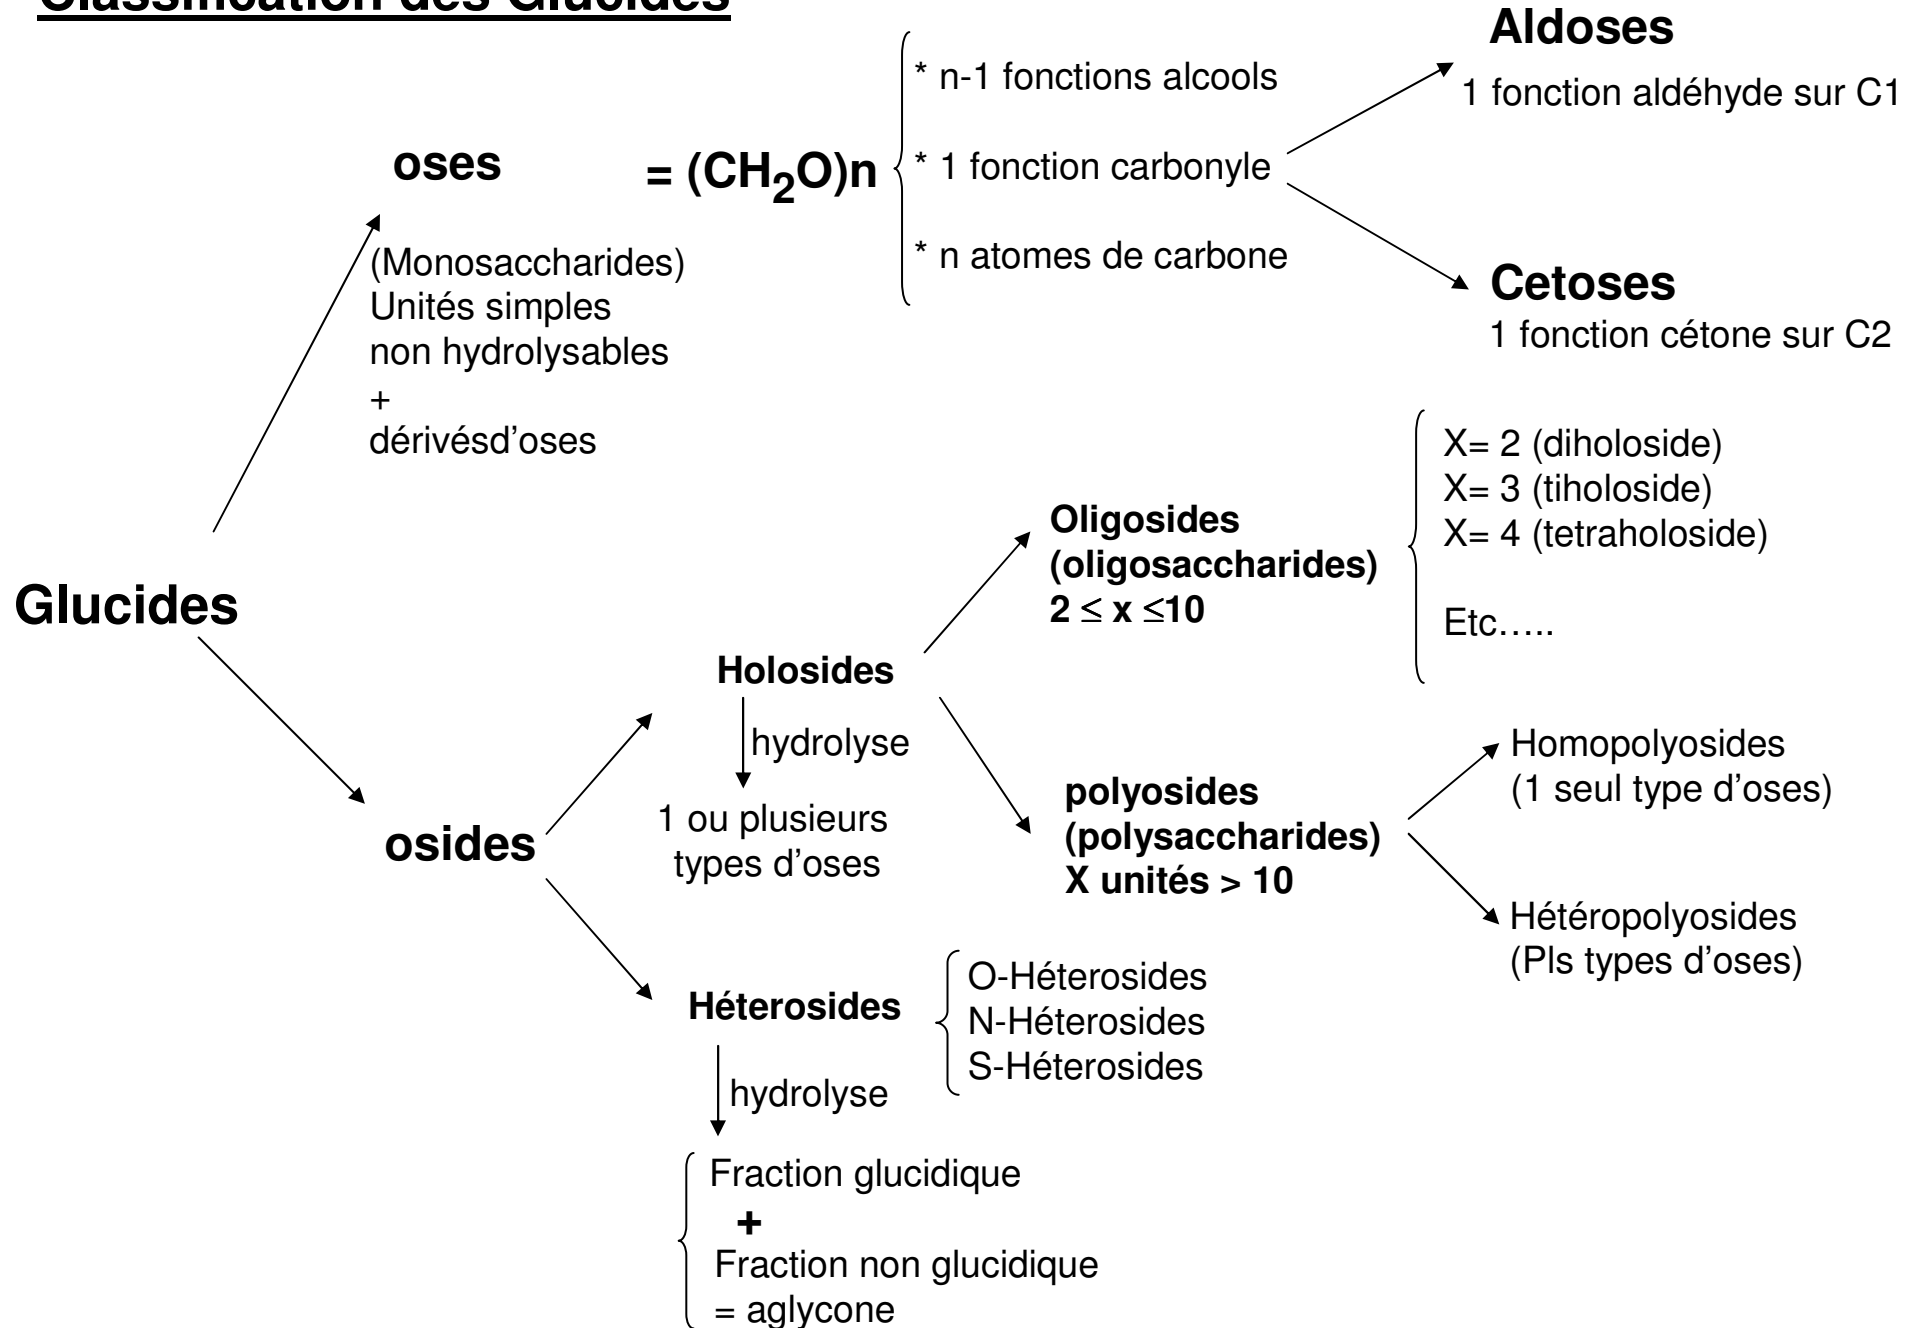 Classification des Glucides
Aldoses
1 fonction aldéhyde sur C1
* n-1 fonctions alcools
oses
= (CH₂O)n
* 1 fonction carbonyle
* n atomes de carbone
Cetoses
1 fonction cétone sur C2
(Monosaccharides)
Unités simples
non hydrolysables
+
dérivésd'oses
Glucides
osides
Holosides
hydrolyse
1 ou plusieurs
types d'oses
Oligosides
(oligosaccharides)
2 ≤ x ≤10
X= 2 (diholoside)
X= 3 (tiholoside)
X= 4 (tetraholoside)
Etc…..
polyosides
(polysaccharides)
X unités > 10
Homopolyosides
(1 seul type d'oses)
Hétéropolyosides
(Pls types d'oses)
Héterosides
O-Héterosides
N-Héterosides
S-Héterosides
hydrolyse
Fraction glucidique
+
Fraction non glucidique
= aglycone